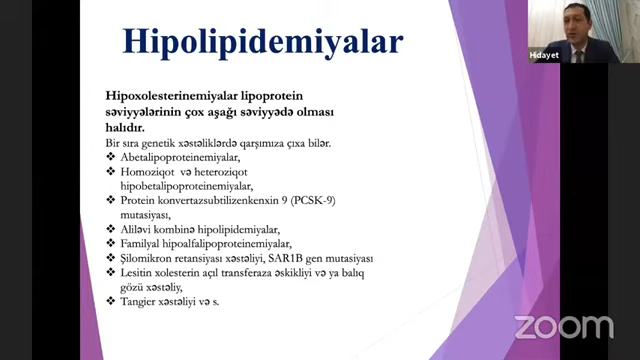 Hipolipidemiyalar
Hidayet
Hipoxolesterinemiyalar lipoprotein
səviyyələrinin çox aşağı səviyyədə olması
halıdır.
Bir sıra genetik xəstəliklərdə qarşımıza çıxa bilər.
❖ Abetalipoproteinemiyalar,
❖ Homoziqot və heteroziqot
hipobetalipoproteinemiyalar,
❖ Protein konvertazsubtilizenkenxin 9 (PCSK-9)
mutasiyası,
❖ Ailəvi kombinə hipolipidemiyalar,
❖ Familyal hipoalfalipoproteinemiyalar,
❖ Şilomikron retansiyası xəstəliyi, SAR1B gen mutasiyası
❖ Lesitin xolesterin açıl transferaza əskikliyi və ya balıq
gözü xəstəliy,
❖ Tangier xəstəliyi və s.
zoom